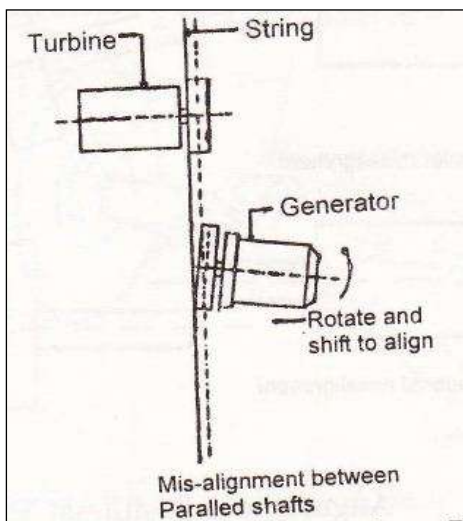 Turbine
String
Generator
Rotate and
shift to align
Mis-alignment between
Paralled shafts